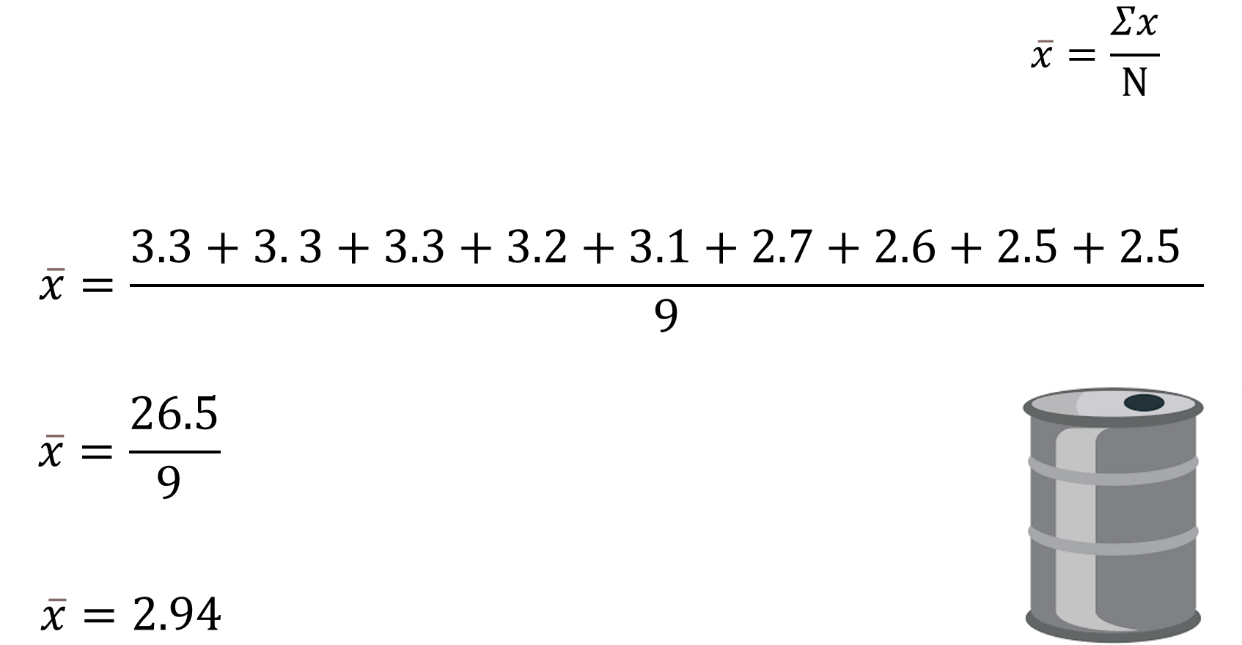 x̄ = Σx / N
x̄ = 3.3 + 3. 3 + 3.3 + 3.2 + 3.1 + 2.7 + 2.6 + 2.5 + 2.5 / 9
x̄ = 26.5 / 9
x̄ = 2.94